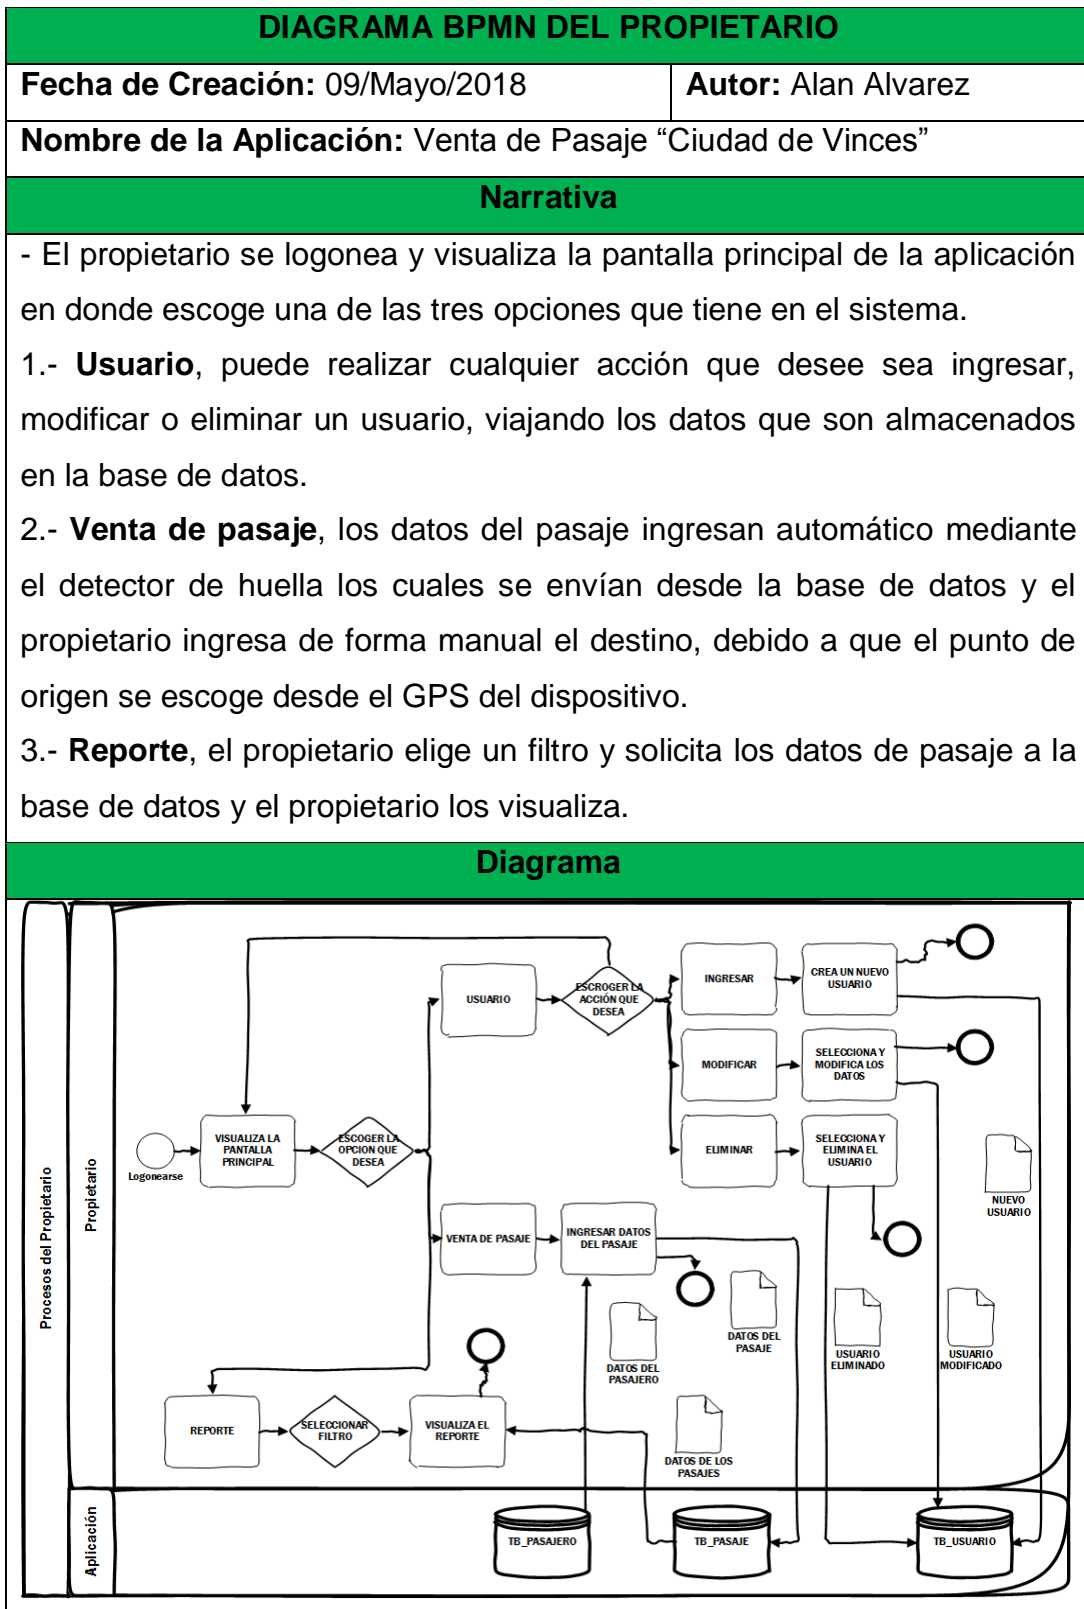 DIAGRAMA BPMN DEL PROPIETARIO
Fecha de Creación: 09/Mayo/2018
Autor: Alan Alvarez
Nombre de la Aplicación: Venta de Pasaje “Ciudad de Vinces”
Narrativa
- El propietario se logonea y visualiza la pantalla principal de la aplicación
en donde escoge una de las tres opciones que tiene en el sistema.
1.- Usuario, puede realizar cualquier acción que desee sea ingresar,
modificar o eliminar un usuario, viajando los datos que son almacenados
en la base de datos.
2.- Venta de pasaje, los datos del pasaje ingresan automático mediante
el detector de huella los cuales se envían desde la base de datos y el
propietario ingresa de forma manual el destino, debido a que el punto de
origen se escoge desde el GPS del dispositivo.
3.- Reporte, el propietario elige un filtro y solicita los datos de pasaje a la
base de datos y el propietario los visualiza.
Diagrama
Procesos del Propietario
Propietario
Logonearse
VISUALIZA LA
PANTALLA
PRINCIPAL
ESCOGER LA
OPCION QUE
DESEA
USUARIO
ESCROGER LA
ACCIÓN QUE
DESEA
INGRESAR
CREA UN NUEVO
USUARIO
MODIFICAR
SELECCIONA Y
MODIFICA LOS
DATOS
ELIMINAR
SELECCIONA Y
ELIMINA EL
USUARIO
NUEVO
USUARIO
VENTA DE PASAJE
INGRESAR DATOS
DEL PASAJE
DATOS DEL
PASAJERO
DATOS DEL
PASAJE
USUARIO
ELIMINADO
USUARIO
MODIFICADO
REPORTE
SELECCIONAR
FILTRO
VISUALIZA EL
REPORTE
DATOS DE LOS
PASAJES
Aplicación
TB_PASAJERO
TB_PASAJE
TB_USUARIO